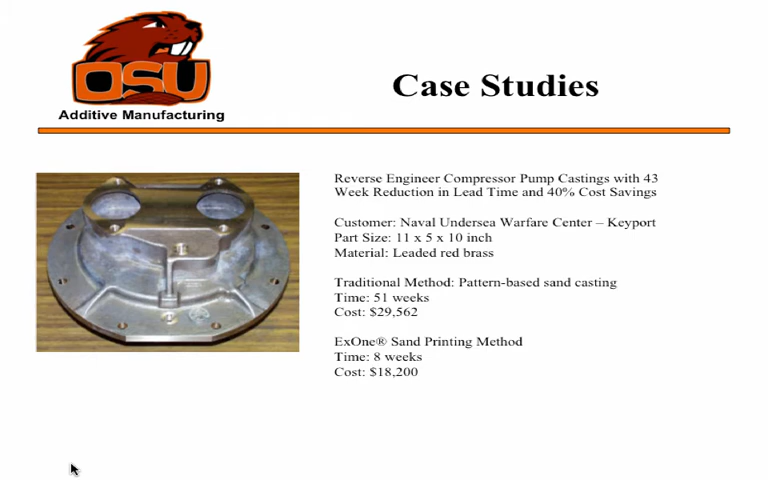 OSU
Additive Manufacturing
Case Studies
Reverse Engineer Compressor Pump Castings with 43
Week Reduction in Lead Time and 40% Cost Savings
Customer: Naval Undersea Warfare Center – Keyport
Part Size: 11 x 5 x 10 inch
Material: Leaded red brass
Traditional Method: Pattern-based sand casting
Time: 51 weeks
Cost: $29,562
ExOne® Sand Printing Method
Time: 8 weeks
Cost: $18,200